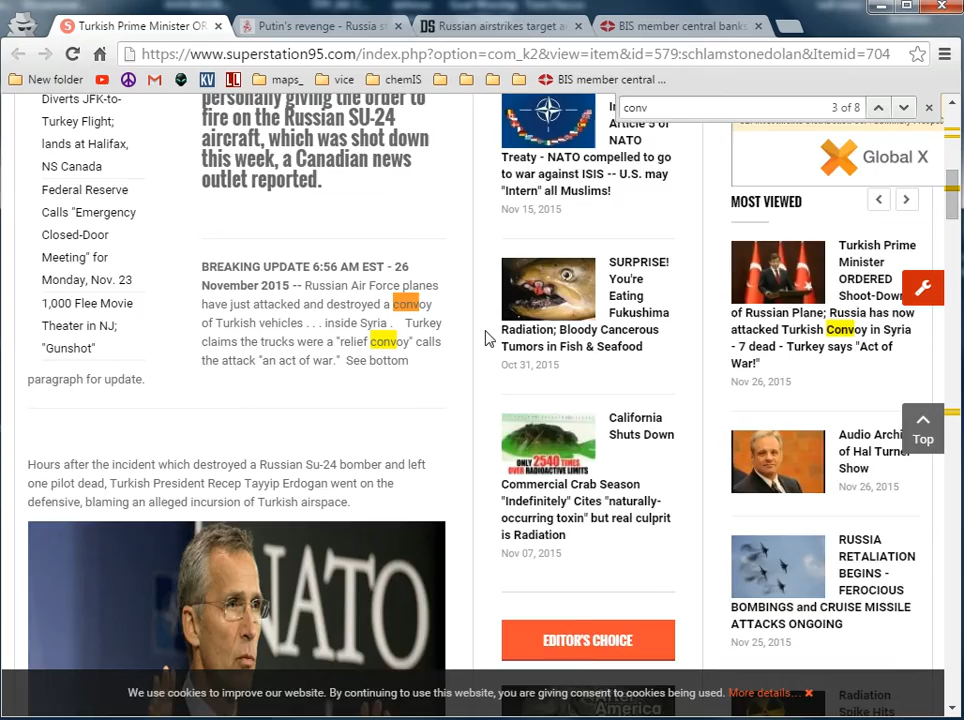 Turkish Prime Minister OR
Putin's revenge - Russia s
Russian airstrikes target a
BIS member central banks
https://www.superstation95.com/index.php?option=com_k2&view=item&id=579:schlamstonedolan&Itemid=704
New folder
KV
maps_
vice
chemIS
BIS member central ...
conv
3 of 8
Diverts JFK-to-
Turkey Flight;
lands at Halifax,
NS Canada
Federal Reserve
Calls "Emergency
Closed-Door
Meeting" for
Monday, Nov. 23
1,000 Flee Movie
Theater in NJ;
"Gunshot"
personally giving the order to
fire on the Russian SU-24
aircraft, which was shot down
this week, a Canadian news
outlet reported.
BREAKING UPDATE 6:56 AM EST - 26
November 2015 -- Russian Air Force planes
have just attacked and destroyed a convoy
of Turkish vehicles . . . inside Syria . Turkey
claims the trucks were a "relief convoy" calls
the attack "an act of war." See bottom
paragraph for update.
Hours after the incident which destroyed a Russian Su-24 bomber and left
one pilot dead, Turkish President Recep Tayyip Erdogan went on the
defensive, blaming an alleged incursion of Turkish airspace.
NATO
Article 5 of
NATO
Treaty - NATO compelled to go
to war against ISIS -- U.S. may
"Intern" all Muslims!
Nov 15, 2015
SURPRISE!
You're
Eating
Fukushima
Radiation; Bloody Cancerous
Tumors in Fish & Seafood
Oct 31, 2015
California
Shuts Down
ONLY 2540 TIMES
OVER RADIOACTIVE LIMITS
Commercial Crab Season
"Indefinitely" Cites "naturally-
occurring toxin" but real culprit
is Radiation
Nov 07, 2015
EDITOR'S CHOICE
After
America
Global X
MOST VIEWED
Turkish Prime
Minister
ORDERED
Shoot-Down
of Russian Plane; Russia has now
attacked Turkish Convoy in Syria
- 7 dead - Turkey says "Act of
War!"
Nov 26, 2015
Top
Audio Archi
of Hal Turner
Show
Nov 26, 2015
RUSSIA
RETALIATION
BEGINS -
FEROCIOUS
BOMBINGS and CRUISE MISSILE
ATTACKS ONGOING
Nov 25, 2015
Radiation
Spike Hits
We use cookies to improve our website. By continuing to use this website, you are giving consent to cookies being used. More details…